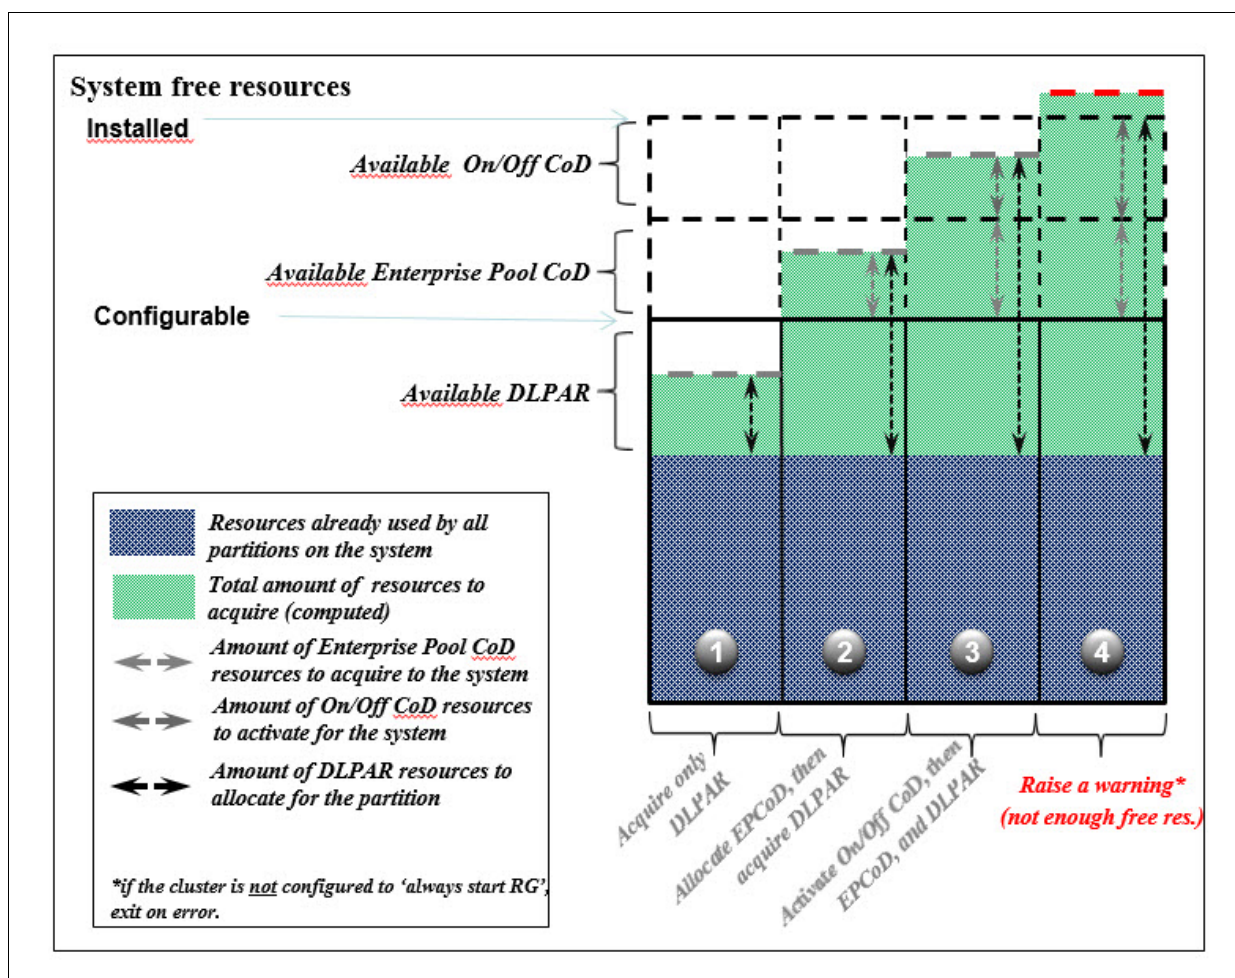 System free resources
Installed
Available On/Off CoD
Available Enterprise Pool CoD
Configurable
Available DLPAR
Resources already used by all
partitions on the system
Total amount of resources to
acquire (computed)
Amount of Enterprise Pool CoD
resources to acquire to the system
Amount of On/Off CoD resources
to activate for the system
Amount of DLPAR resources to
allocate for the partition
*if the cluster is not configured to ‘always start RG’,
exit on error.
1
2
3
4
Acquire only
DLPAR
Allocate EPCoD, then
acquire DLPAR
Activate On/Off CoD, then
EPCoD, and DLPAR
Raise a warning*
(not enough free res.)